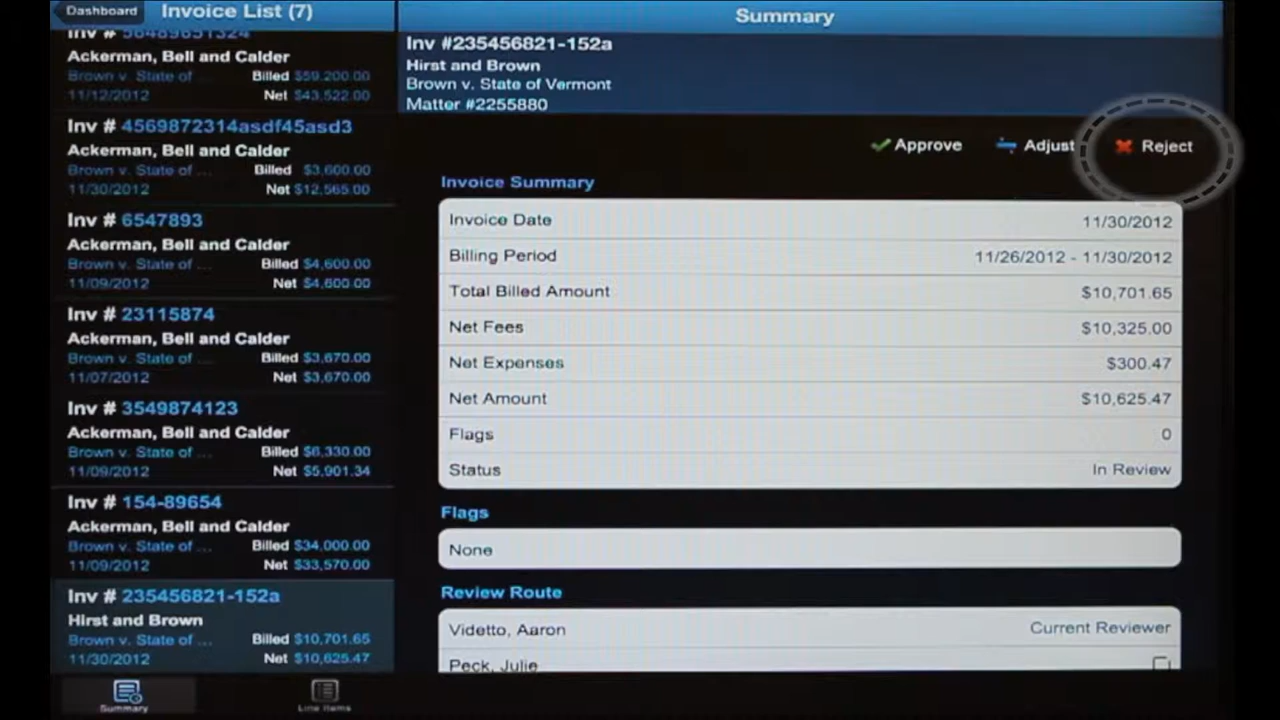 Dashboard
Invoice List (7)
Inv # 56489651324
Ackerman, Bell and Calder
Brown v. State of ... Billed $59,200.00
11/12/2012 Net $43,522.00
Inv # 4569872314asdf45asd3
Ackerman, Bell and Calder
Brown v. State of ... Billed $3,600.00
11/30/2012 Net $12,565.00
Inv # 6547893
Ackerman, Bell and Calder
Brown v. State of ... Billed $4,600.00
11/09/2012 Net $4,600.00
Inv # 23115874
Ackerman, Bell and Calder
Brown v. State of ... Billed $3,670.00
11/07/2012 Net $3,670.00
Inv # 3549874123
Ackerman, Bell and Calder
Brown v. State of ... Billed $6,330.00
11/09/2012 Net $5,901.34
Inv # 154-89654
Ackerman, Bell and Calder
Brown v. State of ... Billed $34,000.00
11/09/2012 Net $33,570.00
Inv # 235456821-152a
Hirst and Brown
Brown v. State of ... Billed $10,701.65
11/30/2012 Net $10,625.47
Summary
Line Items
Summary
Inv #235456821-152a
Hirst and Brown
Brown v. State of Vermont
Matter #2255880
Approve Adjust Reject
Invoice Summary
Invoice Date 11/30/2012
Billing Period 11/26/2012 - 11/30/2012
Total Billed Amount $10,701.65
Net Fees $10,325.00
Net Expenses $300.47
Net Amount $10,625.47
Flags 0
Status In Review
Flags
None
Review Route
Videtto, Aaron Current Reviewer
Peck, Julie